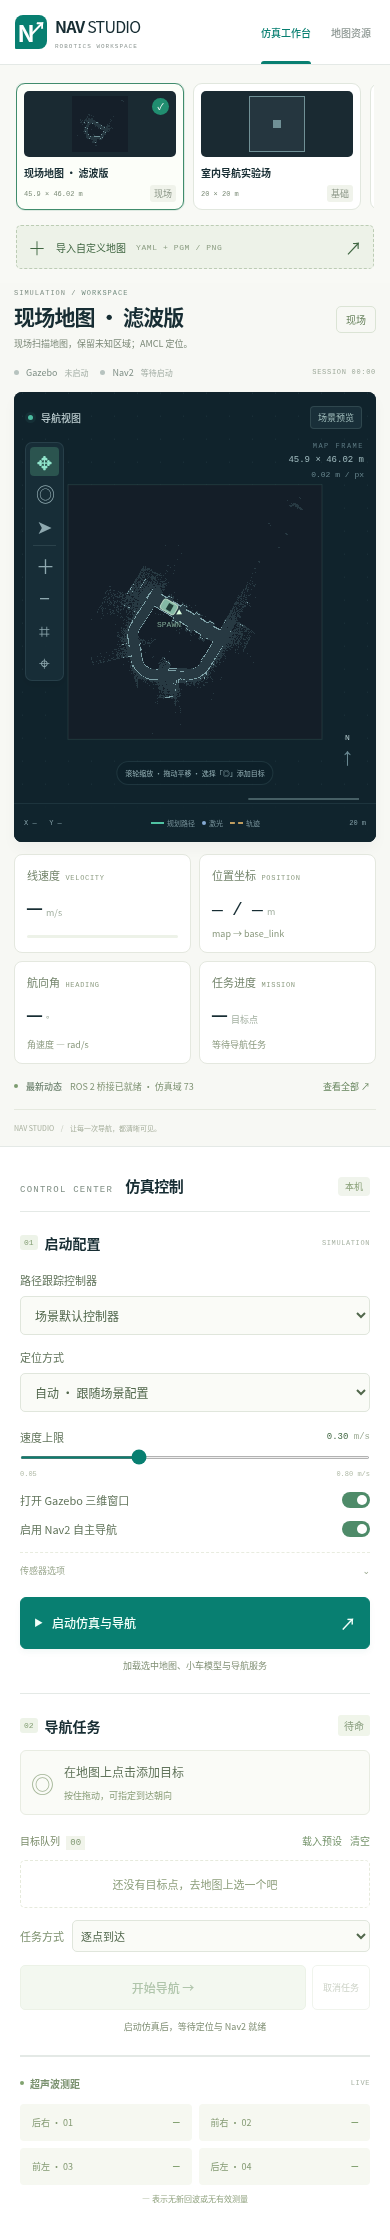 NAV STUDIO
ROBOTICS WORKSPACE
仿真工作台
地图资源
现场地图 · 滤波版
45.9 × 46.02 m
现场
室内导航实验场
20 × 20 m
基础
导入自定义地图 YAML + PGM / PNG
SIMULATION / WORKSPACE
现场地图 · 滤波版
现场
现场扫描地图，保留未知区域；AMCL 定位。
Gazebo 未启动 Nav2 等待启动
SESSION 00:00
导航视图
场景预览
MAP FRAME
45.9 × 46.02 m
0.02 m / px
SPAWN
N
滚轮缩放 · 拖动平移 · 选择「◎」添加目标
X — Y —
规划路径 激光 轨迹
20 m
线速度 VELOCITY
— m/s
位置坐标 POSITION
— / — m
map → base_link
航向角 HEADING
— °
角速度 — rad/s
任务进度 MISSION
— 目标点
等待导航任务
最新动态 ROS 2 桥接已就绪 · 仿真域 73
查看全部 ↗
NAV STUDIO / 让每一次导航，都清晰可见。
CONTROL CENTER 仿真控制
本机
01 启动配置
SIMULATION
路径跟踪控制器
场景默认控制器
定位方式
自动 · 跟随场景配置
速度上限
0.30 m/s
0.05
0.80 m/s
打开 Gazebo 三维窗口
启用 Nav2 自主导航
传感器选项
启动仿真与导航 ↗
加载选中地图、小车模型与导航服务
02 导航任务
待命
在地图上点击添加目标
按住拖动，可指定到达朝向
目标队列 00
载入预设 清空
还没有目标点，去地图上选一个吧
任务方式 逐点到达
开始导航 →
取消任务
启动仿真后，等待定位与 Nav2 就绪
超声波测距
LIVE
后右 · 01 —
前右 · 02 —
前左 · 03 —
后左 · 04 —
— 表示无新回波或无有效测量